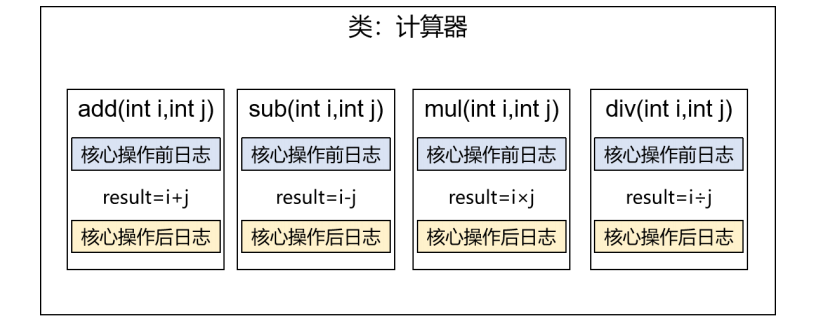 类：计算器
add(int i,int j)
核心操作前日志
result=i+j
核心操作后日志
sub(int i,int j)
核心操作前日志
result=i-j
核心操作后日志
mul(int i,int j)
核心操作前日志
result=i×j
核心操作后日志
div(int i,int j)
核心操作前日志
result=i÷j
核心操作后日志